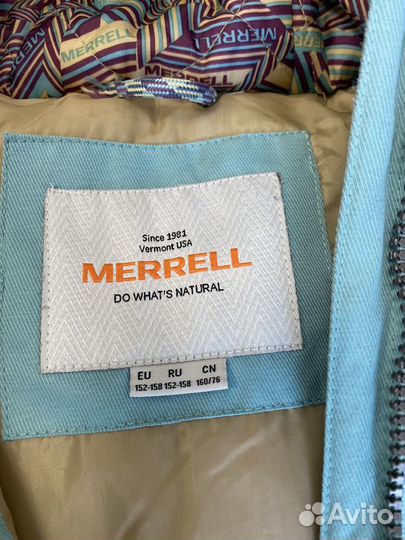 MERRELL
MERRELL
MERRELL
Since 1981
Vermont USA
MERRELL
DO WHAT'S NATURAL
EU RU CN
152-158 152-158 160/76
Avito